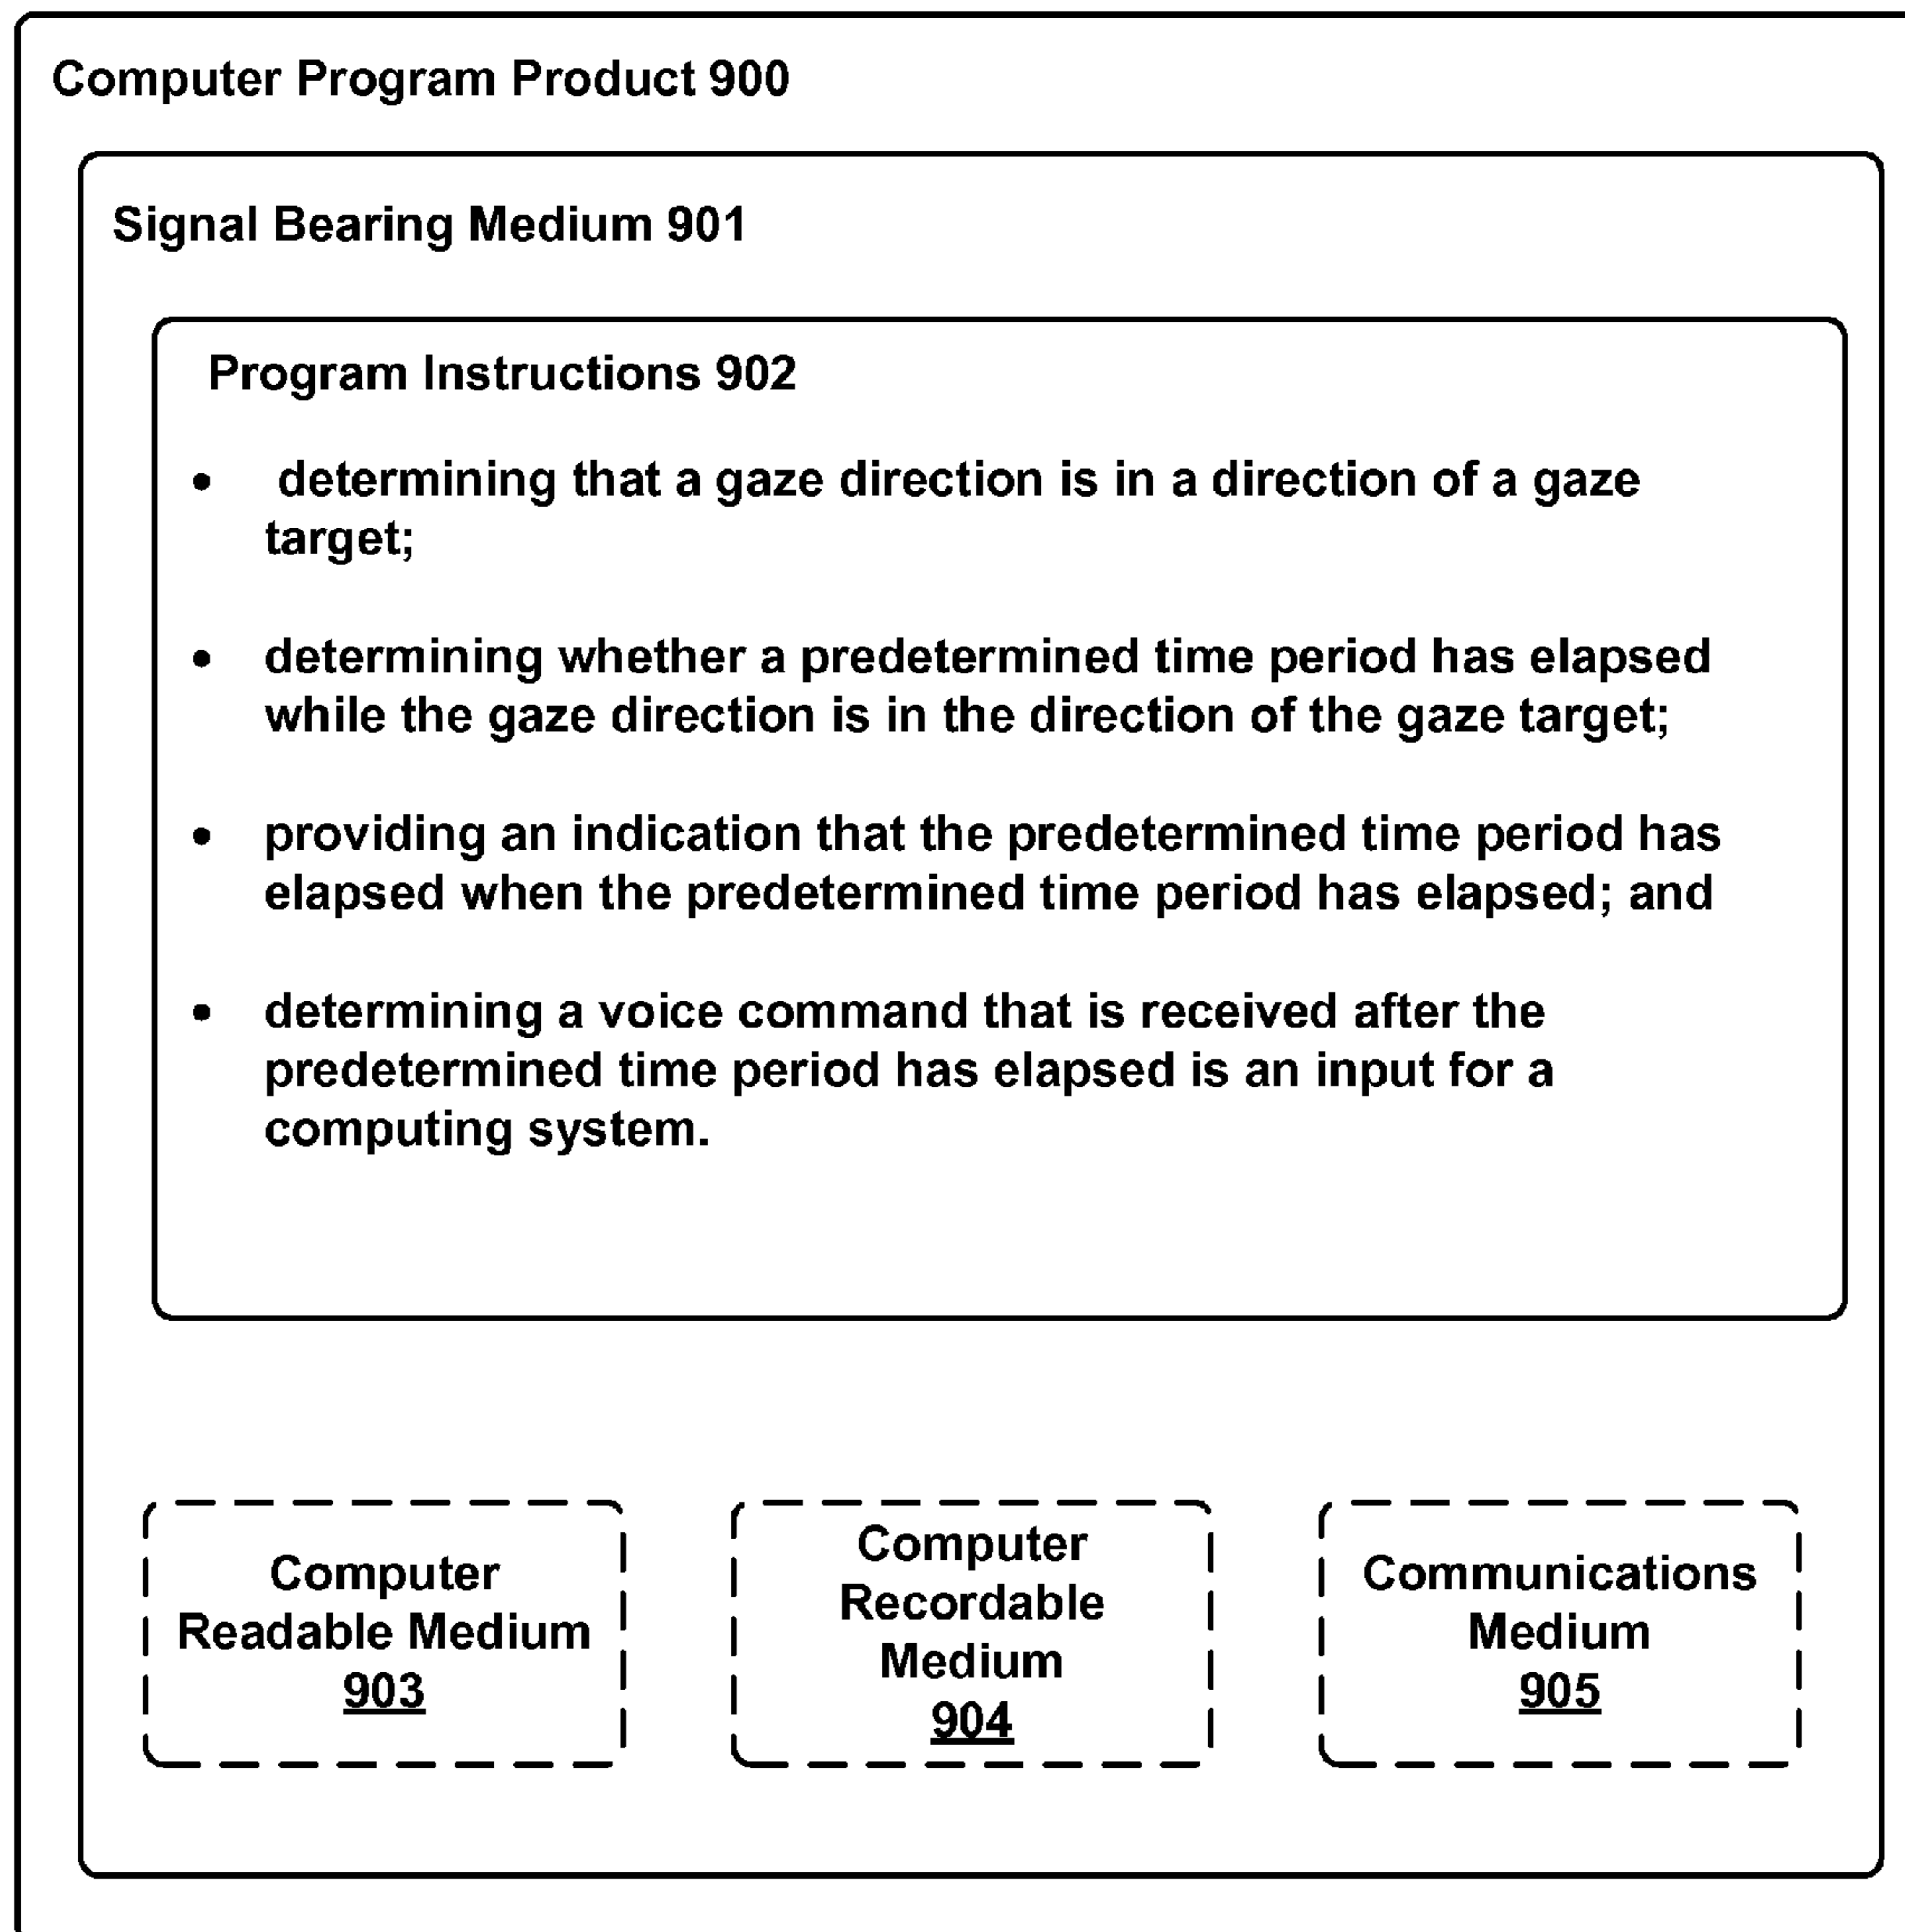 Computer Program Product 900
Signal Bearing Medium 901
Program Instructions 902
• determining that a gaze direction is in a direction of a gaze
target;
• determining whether a predetermined time period has elapsed
while the gaze direction is in the direction of the gaze target;
• providing an indication that the predetermined time period has
elapsed when the predetermined time period has elapsed; and
• determining a voice command that is received after the
predetermined time period has elapsed is an input for a
computing system.
Computer
Readable Medium
903
Computer
Recordable
Medium
904
Communications
Medium
905